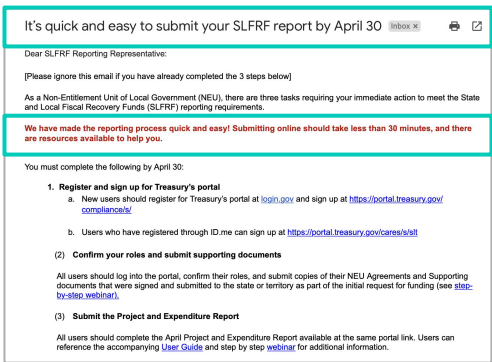 It's quick and easy to submit your SLFRF report by April 30 Inbox ×
Dear SLFRF Reporting Representative:
[Please ignore this email if you have already completed the 3 steps below]
As a Non-Entitlement Unit of Local Government (NEU), there are three tasks requiring your immediate action to meet the State
and Local Fiscal Recovery Funds (SLFRF) reporting requirements.
We have made the reporting process quick and easy! Submitting online should take less than 30 minutes, and there
are resources available to help you.
You must complete the following by April 30:
1. Register and sign up for Treasury's portal
a. New users should register for Treasury's portal at login.gov and sign up at https://portal.treasury.gov/
compliance/s/
b. Users who have registered through ID.me can sign up at https://portal.treasury.gov/cares/s/slt
(2) Confirm your roles and submit supporting documents
All users should log into the portal, confirm their roles, and submit copies of their NEU Agreements and Supporting
documents that were signed and submitted to the state or territory as part of the initial request for funding (see step-
by-step webinar).
(3) Submit the Project and Expenditure Report
All users should complete the April Project and Expenditure Report available at the same portal link. Users can
reference the accompanying User Guide and step by step webinar for additional information.